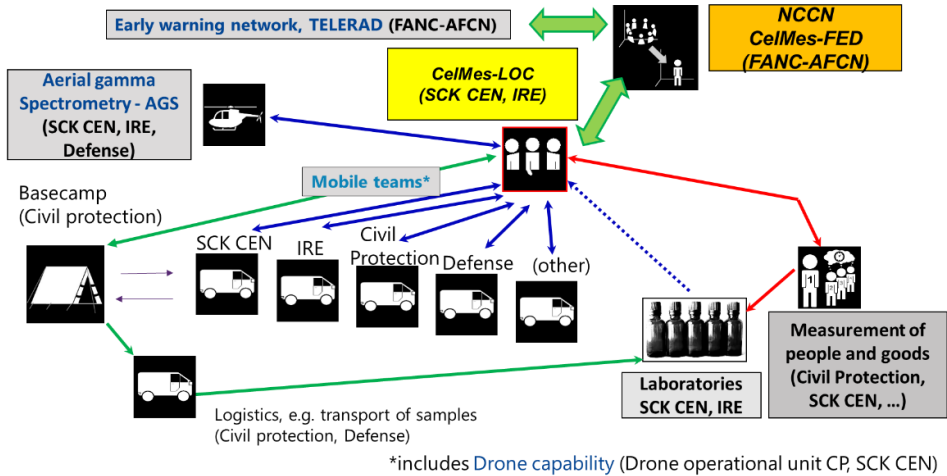 Early warning network, TELERAD (FANC-AFCN)
NCCN
CelMes-FED
(FANC-AFCN)
CelMes-LOC
(SCK CEN, IRE)
Aerial gamma
Spectrometry - AGS
(SCK CEN, IRE,
Defense)
Mobile teams*
Basecamp
(Civil protection)
SCK CEN
IRE
Civil
Protection
Defense
(other)
1
Measurement of
people and goods
(Civil Protection,
SCK CEN, ...)
Laboratories
SCK CEN, IRE
Logistics, e.g. transport of samples
(Civil protection, Defense)
*includes Drone capability (Drone operational unit CP, SCK CEN)